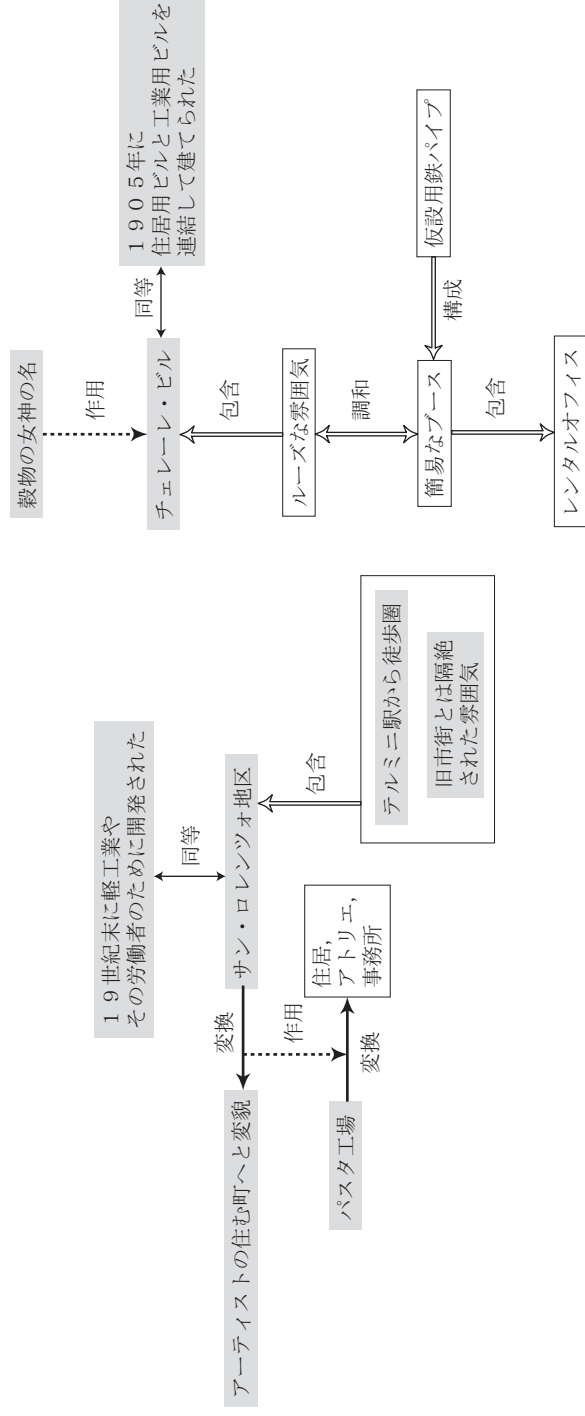 アーティストの住む町へと変貌
変換
作用
パスタ工場
変換
住居,
アトリエ,
事務所
１９世紀末に軽工業や
その労働者のために開発された
同等
サン・ロレンツォ地区
包含
テルミニ駅から徒歩圏
旧市街とは隔絶
された雰囲気
穀物の女神の名
作用
チェレーレ・ビル
同等
１９０５年に
住居用ビルと工業用ビルを
連結して建てられた
包含
ルーズな雰囲気
調和
簡易なブース
構成
仮設用鉄パイプ
包含
レンタルオフィス